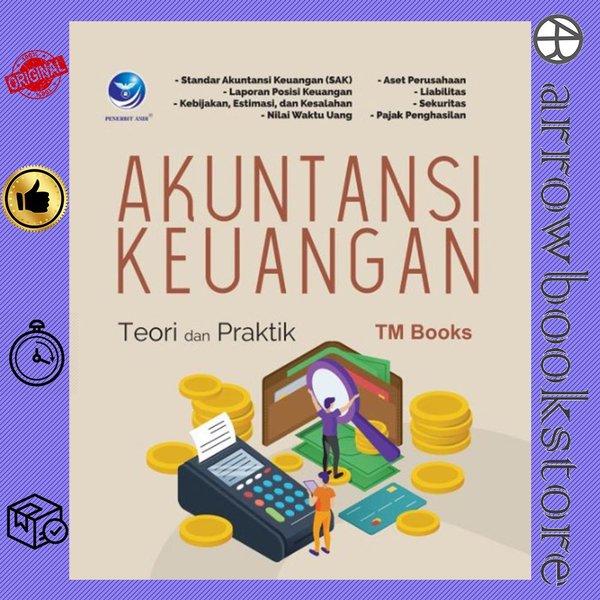 ORIGINAL
PENERBIT ANDI
®
- Standar Akuntansi Keuangan (SAK)
- Laporan Posisi Keuangan
- Kebijakan, Estimasi, dan Kesalahan
- Nilai Waktu Uang
- Aset Perusahaan
- Liabilitas
- Sekuritas
- Pajak Penghasilan
AKUNTANSI
KEUANGAN
Teori dan Praktik
TM Books
arrowbookstore